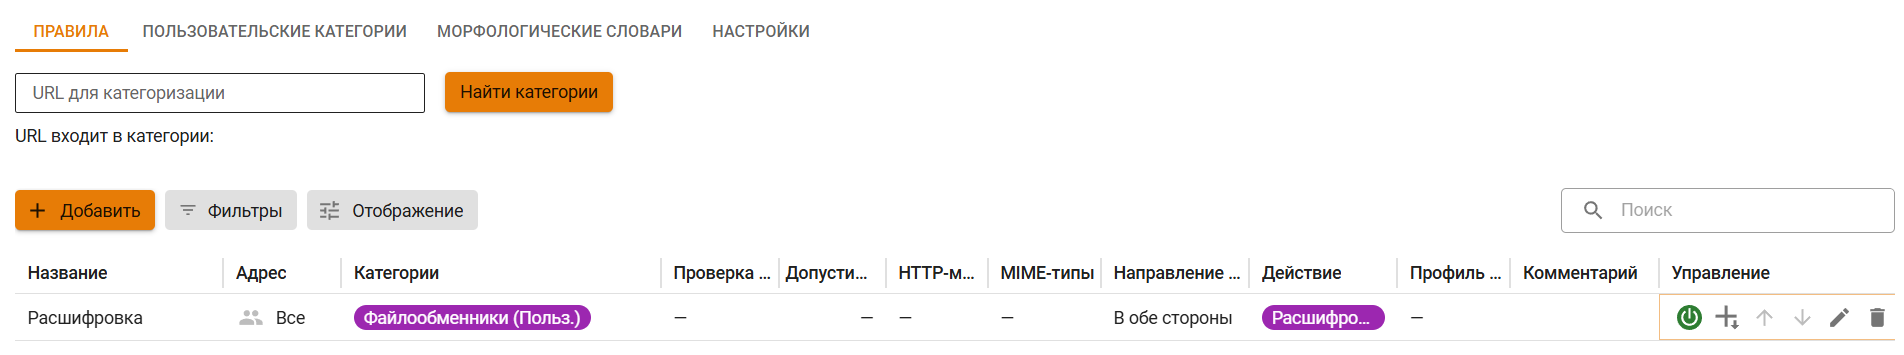 ПРАВИЛА ПОЛЬЗОВАТЕЛЬСКИЕ КАТЕГОРИИ МОРФОЛОГИЧЕСКИЕ СЛОВАРИ НАСТРОЙКИ
URL для категоризации Найти категории
URL входит в категории:
Добавить Фильтры Отображение Поиск
Название Адрес Категории Проверка ... Допусти... HTTP-м... MIME-типы Направление ... Действие Профиль ... Комментарий Управление
Расшифровка Все Файлообменники (Польз.) — — — — В обе стороны Расшифро... —